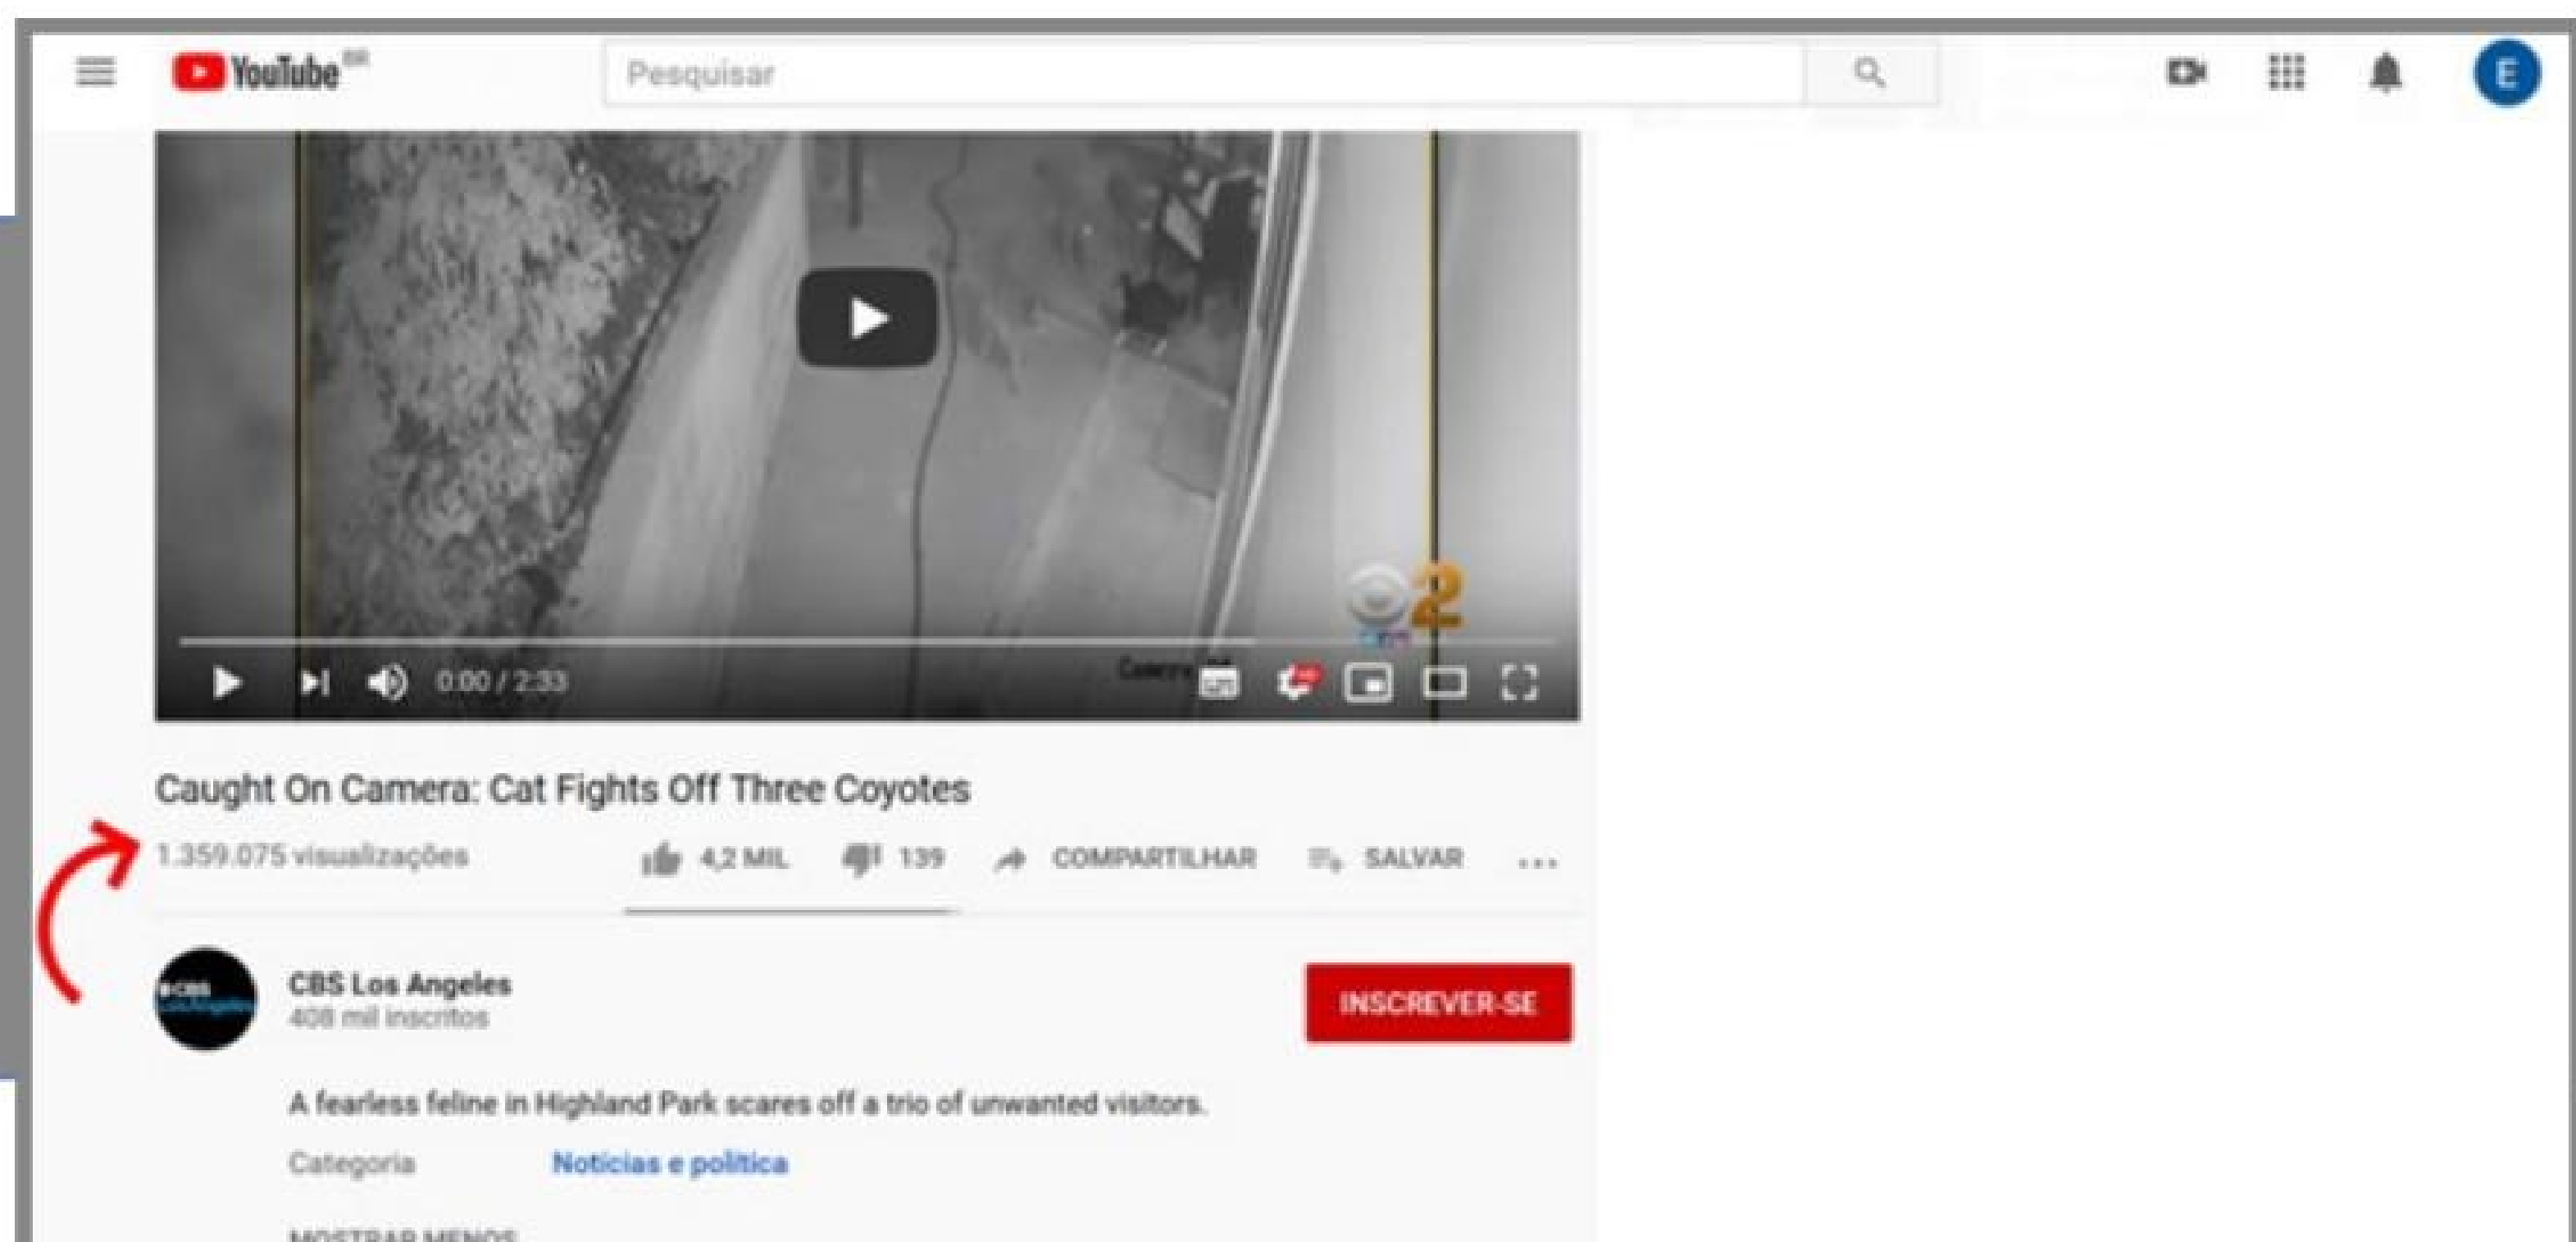 YouTube BR
Pesquisar
E
2
0:00 / 2:33
Caught On Camera: Cat Fights Off Three Coyotes
1.359.075 visualizações
4,2 MIL
139
COMPARTILHAR
SALVAR
CBS Los Angeles
408 mil inscritos
INSCREVER-SE
A fearless feline in Highland Park scares off a trio of unwanted visitors.
Categoria
Notícias e política
MOSTRAR MENOS